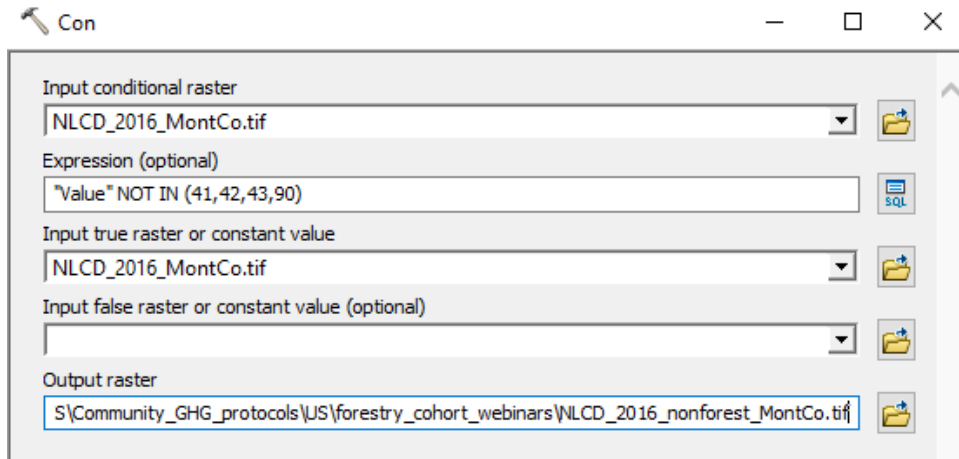 Con
Input conditional raster
NLCD_2016_MontCo.tif
Expression (optional)
"Value" NOT IN (41,42,43,90)
SQL
Input true raster or constant value
NLCD_2016_MontCo.tif
Input false raster or constant value (optional)
Output raster
S\Community_GHG_protocols\US\forestry_cohort_webinars\NLCD_2016_nonforest_MontCo.tif